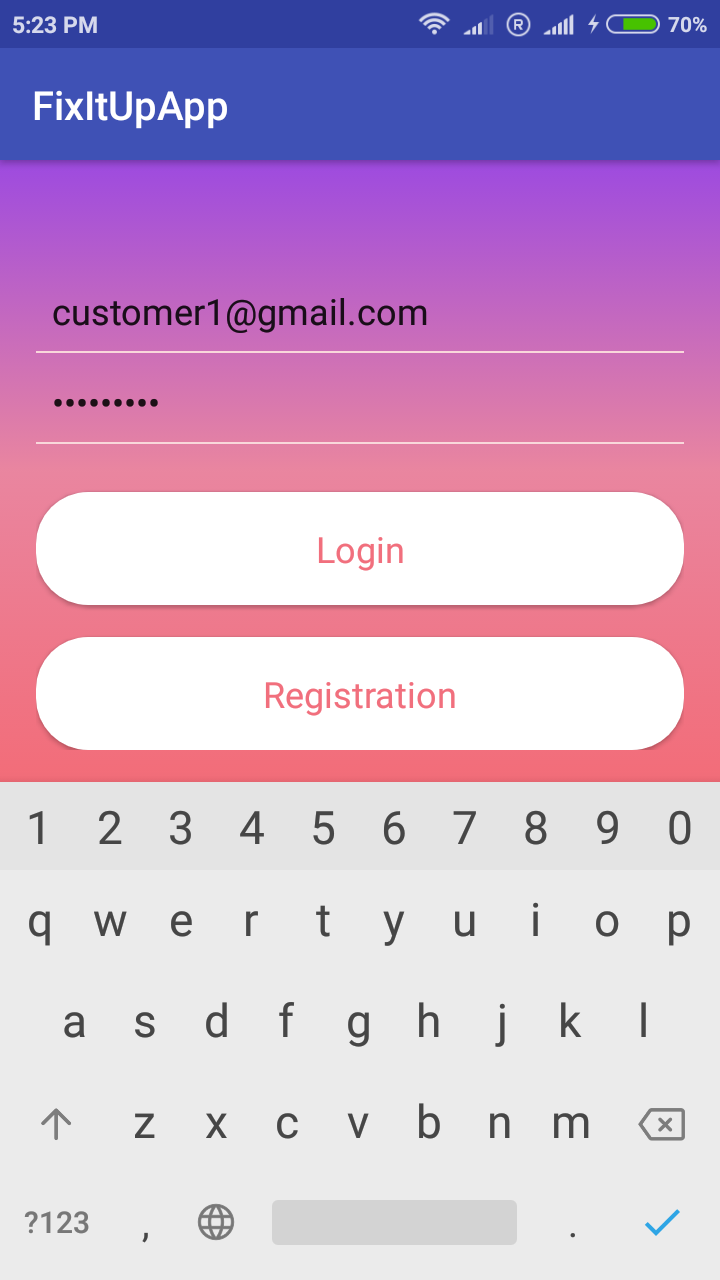 5:23 PM R 70%
FixItUpApp
customer1@gmail.com
•••••••••
Login
Registration
1 2 3 4 5 6 7 8 9 0
q w e r t y u i o p
a s d f g h j k l
z x c v b n m
?123 , .